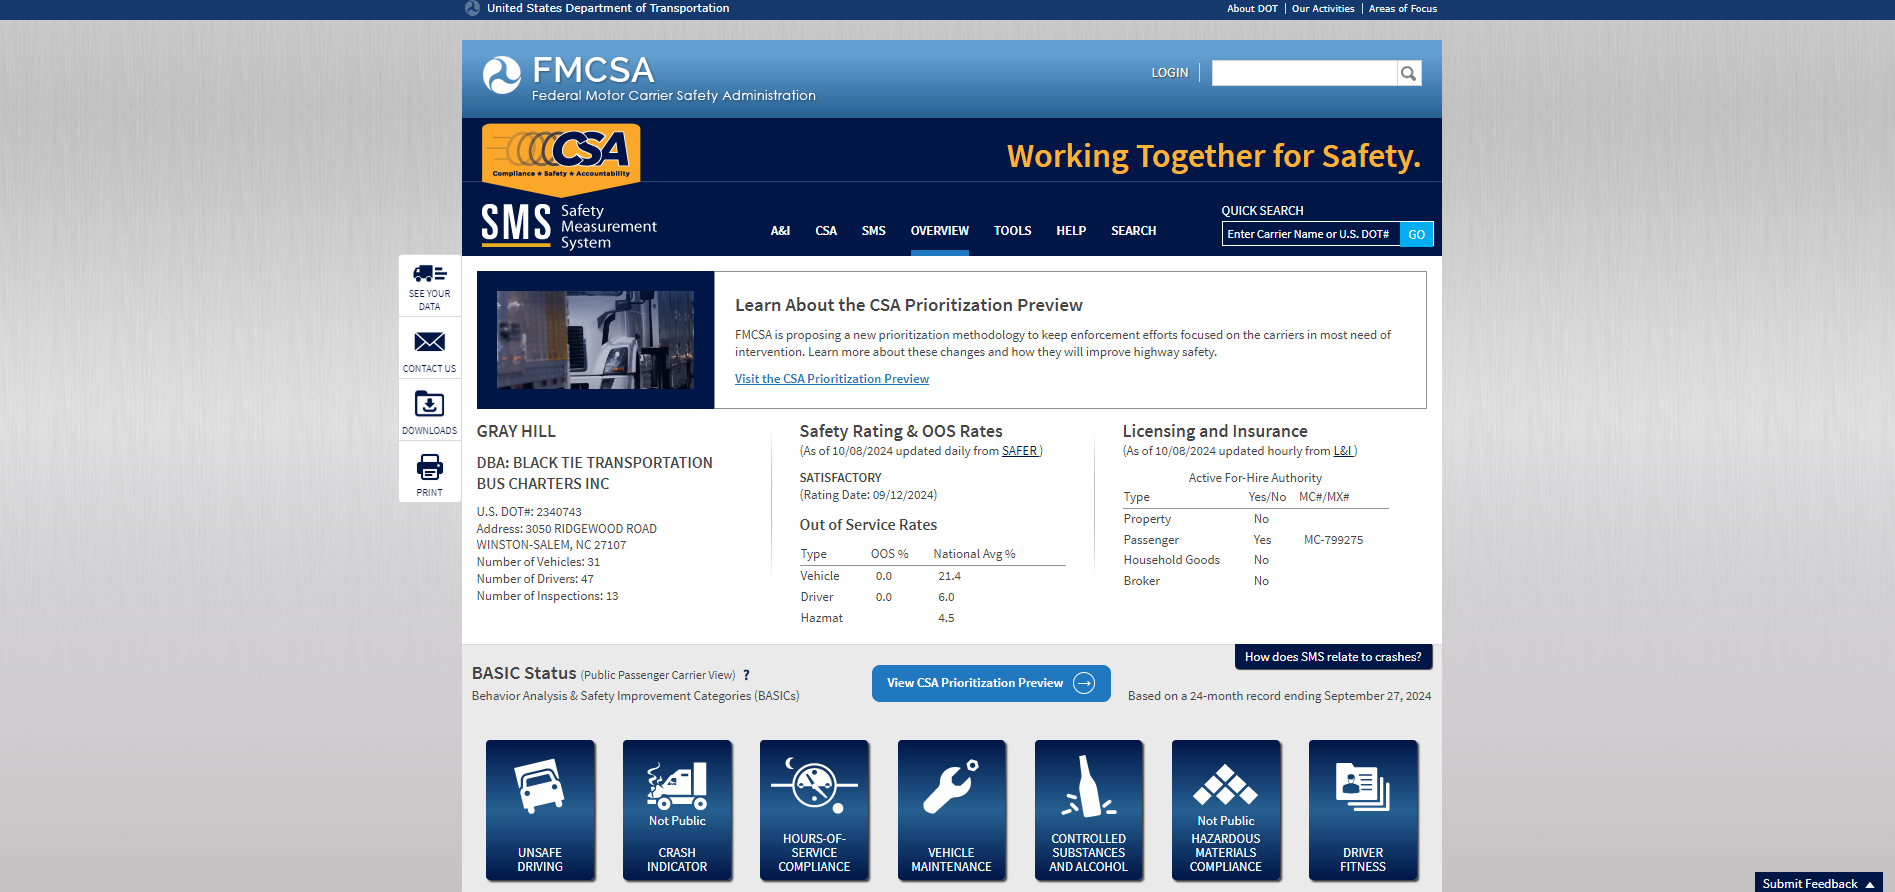 United States Department of Transportation
About DOT | Our Activities | Areas of Focus
FMCSA
Federal Motor Carrier Safety Administration
LOGIN
CSA
Compliance ★ Safety ★ Accountability
Working Together for Safety.
SMS
Safety
Measurement
System
A&I CSA SMS OVERVIEW TOOLS HELP SEARCH
QUICK SEARCH
Enter Carrier Name or U.S. DOT# GO
SEE YOUR
DATA
CONTACT US
DOWNLOADS
PRINT
Learn About the CSA Prioritization Preview
FMCSA is proposing a new prioritization methodology to keep enforcement efforts focused on the carriers in most need of
intervention. Learn more about these changes and how they will improve highway safety.
Visit the CSA Prioritization Preview
GRAY HILL
DBA: BLACK TIE TRANSPORTATION
BUS CHARTERS INC
U.S. DOT#: 2340743
Address: 3050 RIDGEWOOD ROAD
WINSTON-SALEM, NC 27107
Number of Vehicles: 31
Number of Drivers: 47
Number of Inspections: 13
Safety Rating & OOS Rates
(As of 10/08/2024 updated daily from SAFER )
SATISFACTORY
(Rating Date: 09/12/2024)
Out of Service Rates
Type OOS % National Avg %
Vehicle 0.0 21.4
Driver 0.0 6.0
Hazmat 4.5
Licensing and Insurance
(As of 10/08/2024 updated hourly from L&I )
Active For-Hire Authority
Type Yes/No MC#/MX#
Property No
Passenger Yes MC-799275
Household Goods No
Broker No
How does SMS relate to crashes?
BASIC Status (Public Passenger Carrier View) ?
Behavior Analysis & Safety Improvement Categories (BASICs)
View CSA Prioritization Preview
Based on a 24-month record ending September 27, 2024
UNSAFE
DRIVING
Not Public
CRASH
INDICATOR
HOURS-OF-
SERVICE
COMPLIANCE
VEHICLE
MAINTENANCE
CONTROLLED
SUBSTANCES
AND ALCOHOL
Not Public
HAZARDOUS
MATERIALS
COMPLIANCE
DRIVER
FITNESS
Submit Feedback